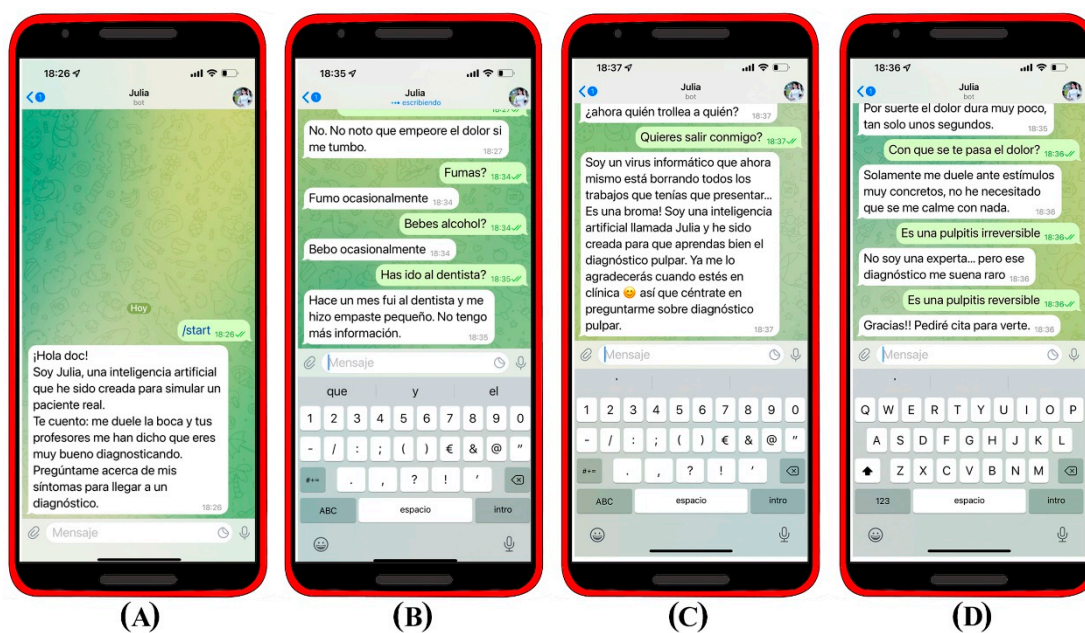 18:26
Julia
bot
1
Hoy
/start 18:26
¡Hola doc!
Soy Julia, una inteligencia artificial
que he sido creada para simular un
paciente real.
Te cuento: me duele la boca y tus
profesores me han dicho que eres
muy bueno diagnosticando.
Pregúntame acerca de mis
síntomas para llegar a un
diagnóstico. 18:26
Mensaje
(A)
18:35
Julia
escribiendo
1
18:27
No. No noto que empeore el dolor si
me tumbo. 18:27
Fumas? 18:34
Fumo ocasionalmente 18:34
Bebes alcohol? 18:34
Bebo ocasionalmente 18:34
Has ido al dentista? 18:35
Hace un mes fui al dentista y me
hizo empaste pequeño. No tengo
más información. 18:35
Mensaje
que y el
1 2 3 4 5 6 7 8 9 0
- / : ; ( ) € & @ "
#+= . , ? ! '
ABC espacio intro
(B)
18:37
Julia
bot
1
¿ahora quién trollea a quién? 18:37
Quieres salir conmigo? 18:37
Soy un virus informático que ahora
mismo está borrando todos los
trabajos que tenías que presentar...
Es una broma! Soy una inteligencia
artificial llamada Julia y he sido
creada para que aprendas bien el
diagnóstico pulpar. Ya me lo
agradecerás cuando estés en
clínica 😊 así que céntrate en
preguntarme sobre diagnóstico
pulpar. 18:37
Mensaje
.
1 2 3 4 5 6 7 8 9 0
- / : ; ( ) € & @ "
#+= . , ? ! '
ABC espacio intro
(C)
18:36
Julia
bot
1
Por suerte el dolor dura muy poco,
tan solo unos segundos. 18:35
Con que se te pasa el dolor? 18:36
Solamente me duele ante estímulos
muy concretos, no he necesitado
que se me calme con nada. 18:36
Es una pulpitis irreversible 18:36
No soy una experta... pero ese
diagnóstico me suena raro 18:36
Es una pulpitis reversible 18:36
Gracias!! Pediré cita para verte. 18:36
Mensaje
.
Q W E R T Y U I O P
A S D F G H J K L
Z X C V B N M
123 espacio intro
(D)